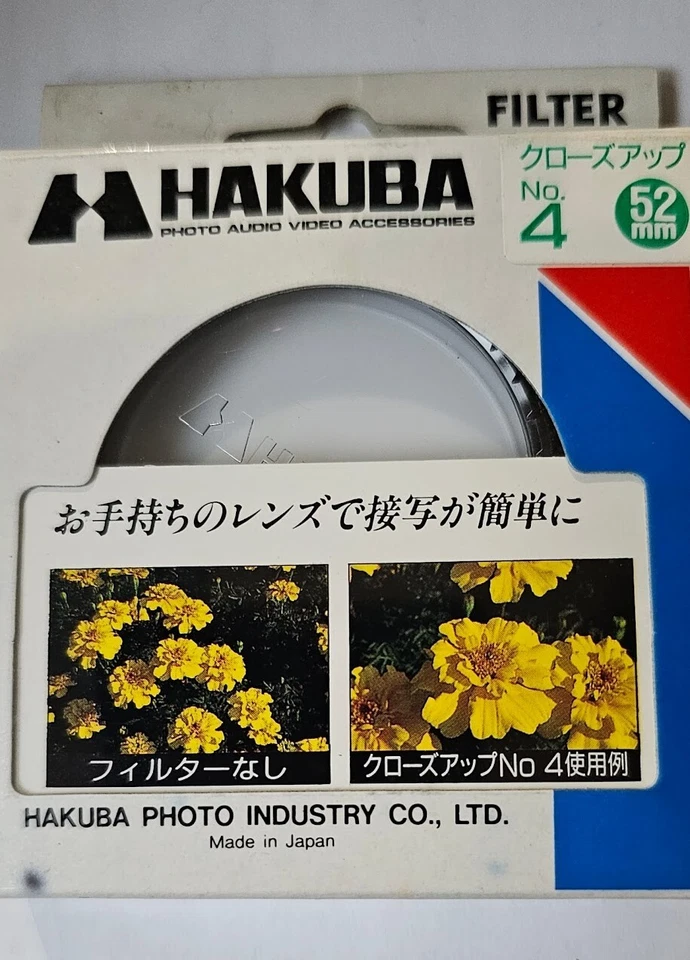 FILTER
クローズアップ
No.
4
52
mm
HAKUBA
PHOTO AUDIO VIDEO ACCESSORIES
お手持ちのレンズで接写が簡単に
フィルターなし
クローズアップNo 4使用例
HAKUBA PHOTO INDUSTRY CO., LTD.
Made in Japan